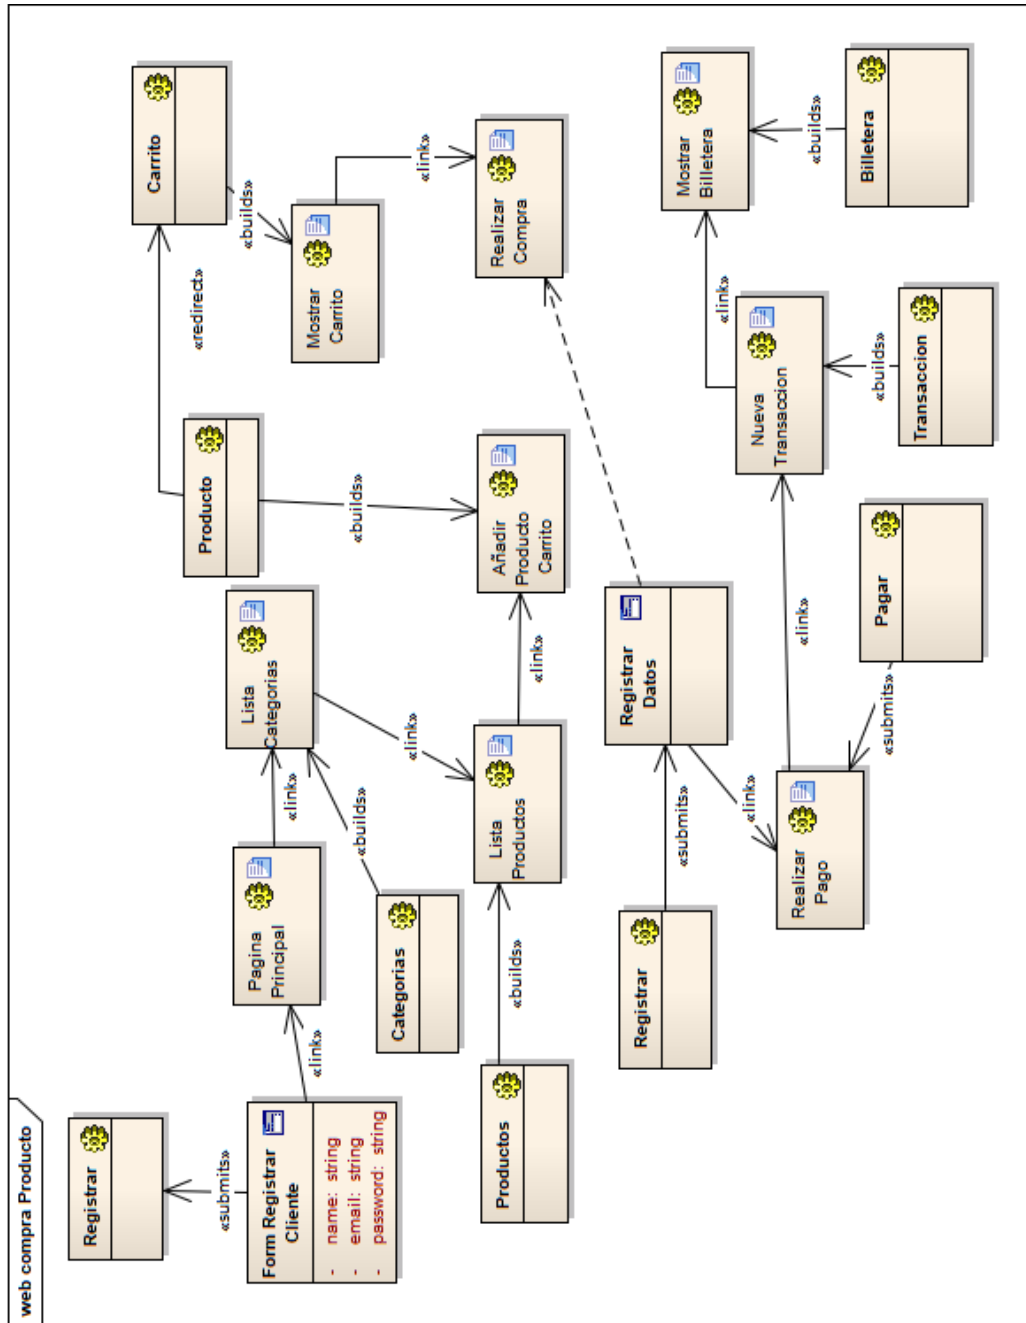 web compra Producto
Registrar
«submits»
Form Registrar
Cliente
- name: string
- email: string
- password: string
«link»
Pagina
Principal
«link»
Categorias
«builds»
Lista
Categorias
«link»
Productos
«builds»
Lista
Productos
«link»
Producto
«builds»
Añadir
Producto
Carrito
«redirect»
Carrito
«builds»
Mostrar
Carrito
«link»
Realizar
Compra
Registrar
«submits»
Registrar
Datos
«link»
Realizar
Pago
Pagar
«submits»
«link»
Nueva
Transaccion
Transaccion
«builds»
«link»
Mostrar
Billetera
Billetera
«builds»